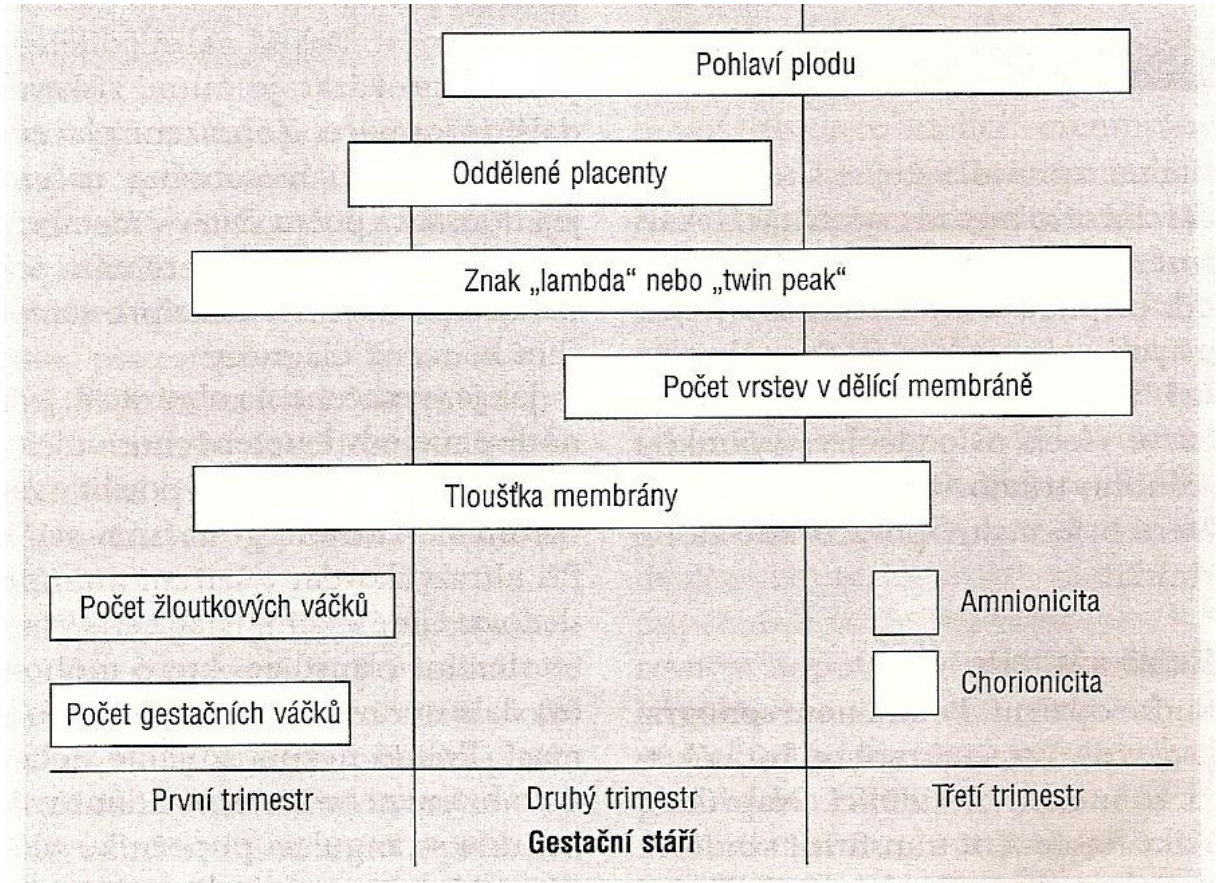 Pohlaví plodu
Oddělené placenty
Znak „lambda“ nebo „twin peak“
Počet vrstev v dělící membráně
Tloušťka membrány
Počet žloutkových váčků
Amnionicita
Počet gestačních váčků
Chorionicita
První trimestr
Druhý trimestr
Třetí trimestr
Gestační stáří